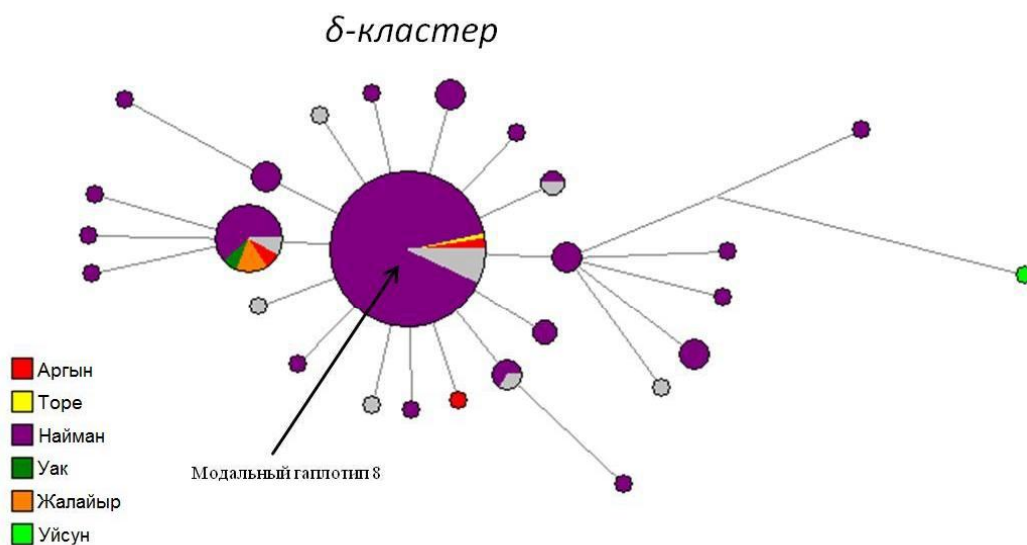 δ-кластер
Модальный гаплотип 8
Аргын
Торе
Найман
Уак
Жалайыр
Уйсун